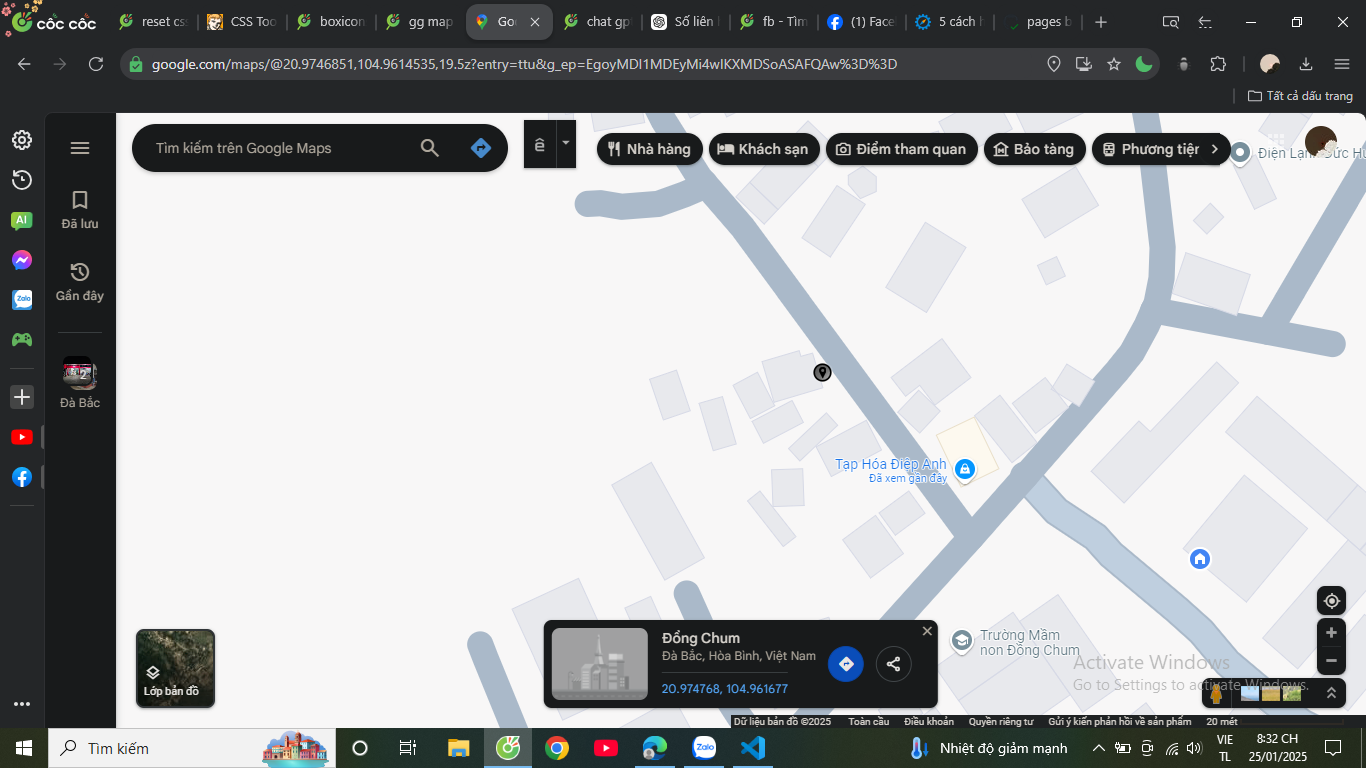 cốc cốc
reset cs
CSS Too
boxicon
gg map
Go
chat gp
Số liên
fb - Tìm
(1) Face
5 cách h
pages b
google.com/maps/@20.9746851,104.9614535,19.5z?entry=ttu&g_ep=EgoyMDI1MDEyMi4wIKXMDSoASAFQAw%3D%3D
Tất cả dấu trang
Tìm kiếm trên Google Maps
ê
Nhà hàng
Khách sạn
Điểm tham quan
Bảo tàng
Phương tiện
Đã lưu
AI
Zalo
Gần đây
2
Đà Bắc
Tạp Hóa Điệp Anh
Đã xem gần đây
Trường Mầm
non Đồng Chum
Đồng Chum
Đà Bắc, Hòa Bình, Việt Nam
20.974768, 104.961677
Lớp bản đồ
Activate Windows
Go to Settings to activate Windows.
Dữ liệu bản đồ ©2025 Toàn cầu Điều khoản Quyền riêng tư Gửi ý kiến phản hồi về sản phẩm 20 mét
Tìm kiếm
Zalo
Nhiệt độ giảm mạnh
VIE
TL
8:32 CH
25/01/2025